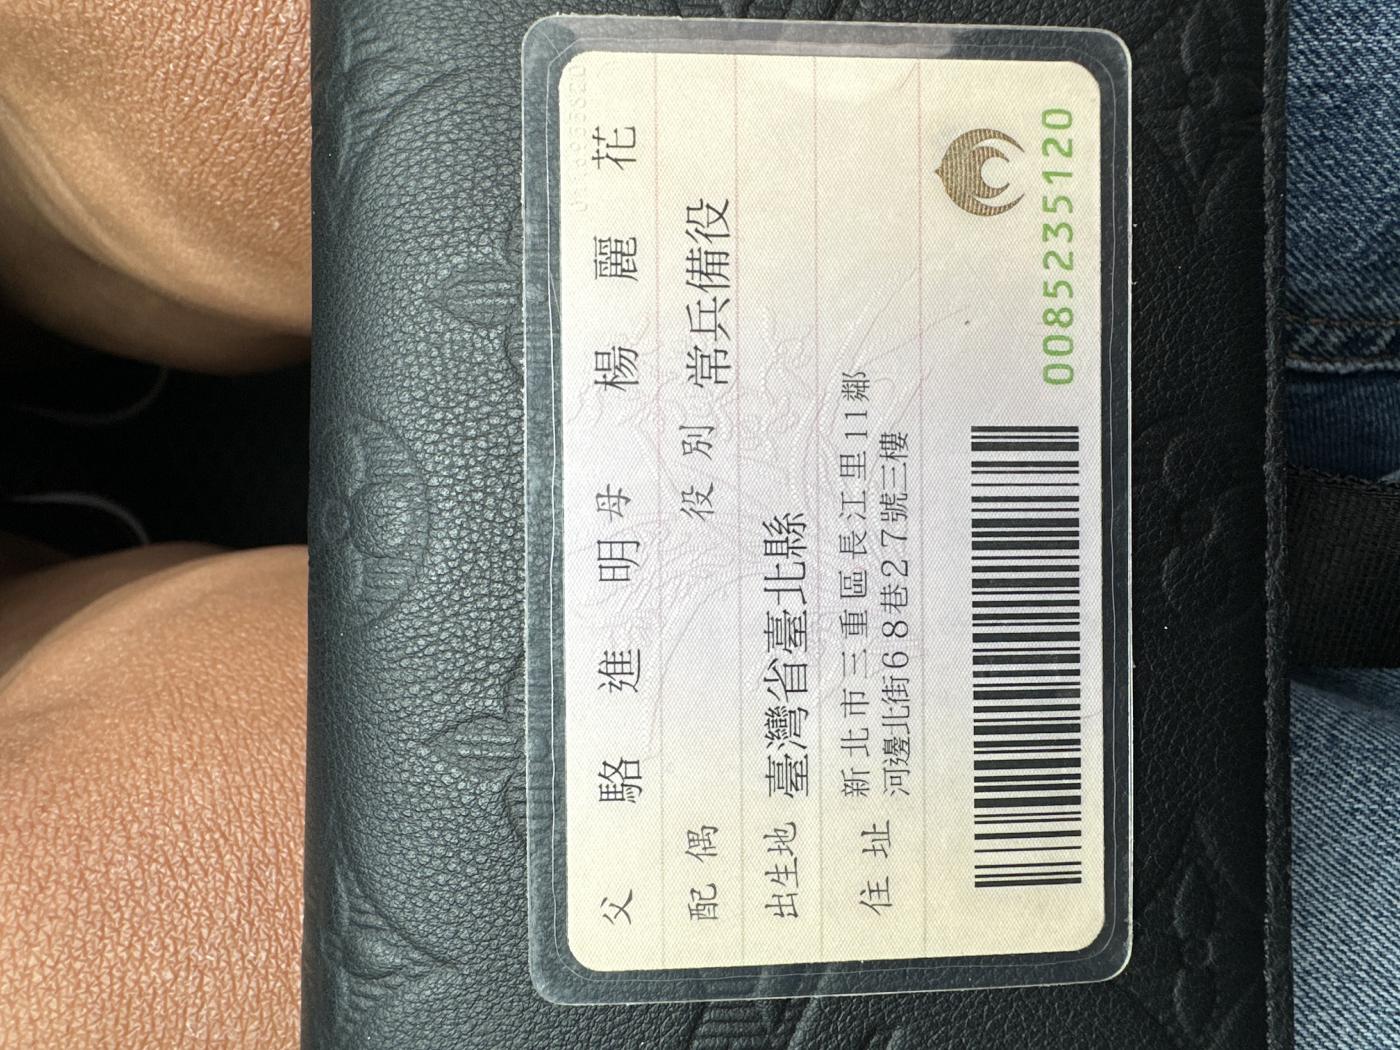 父 駱進明 母 楊麗花
配偶 役別 常兵備役
出生地 臺灣省臺北縣
住址 新北市三重區長江里11鄰
河邊北街68巷27號三樓
0085235120